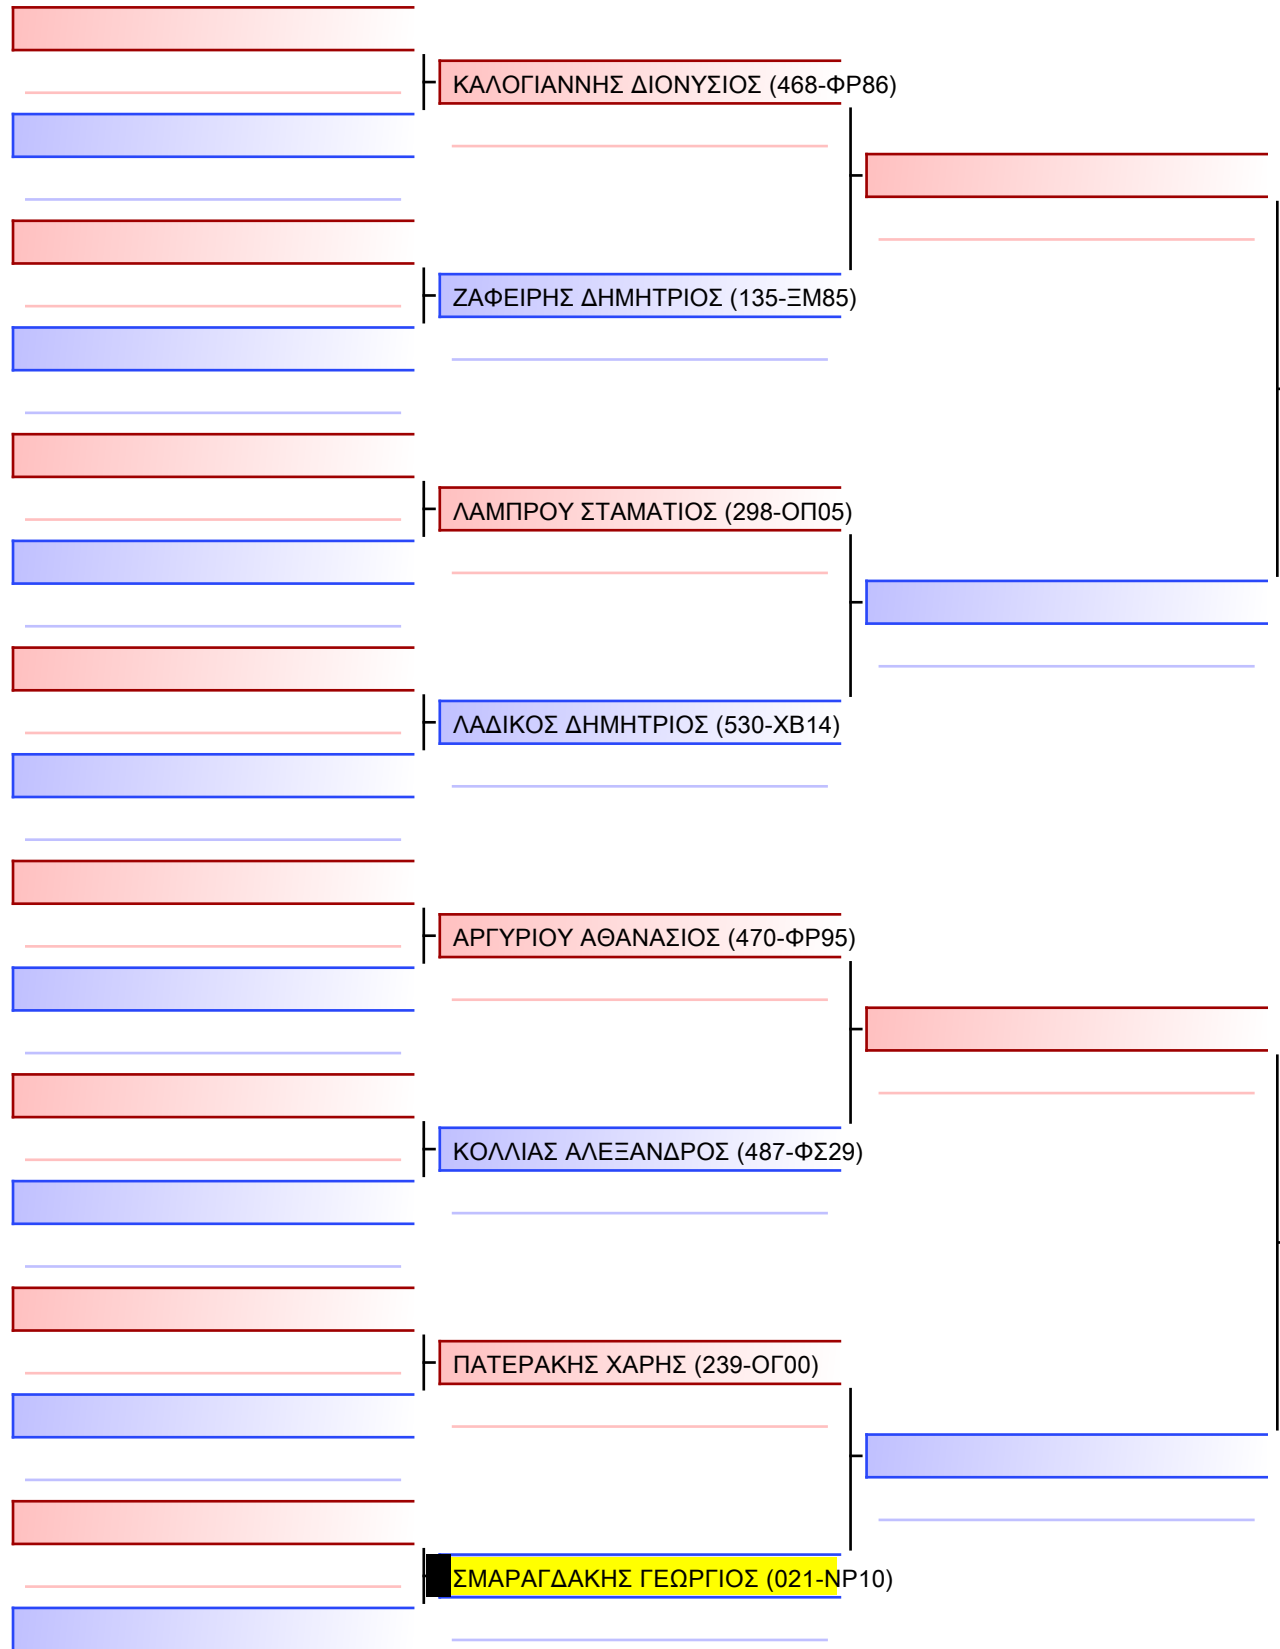 ΚΑΛΟΓΙΑΝΝΗΣ ΔΙΟΝΥΣΙΟΣ (468-ΦΡ86)
ΖΑΦΕΙΡΗΣ ΔΗΜΗΤΡΙΟΣ (135-ΞΜ85)
ΛΑΜΠΡΟΥ ΣΤΑΜΑΤΙΟΣ (298-ΟΠ05)
ΛΑΔΙΚΟΣ ΔΗΜΗΤΡΙΟΣ (530-ΧΒ14)
ΑΡΓΥΡΙΟΥ ΑΘΑΝΑΣΙΟΣ (470-ΦΡ95)
ΚΟΛΛΙΑΣ ΑΛΕΞΑΝΔΡΟΣ (487-ΦΣ29)
ΠΑΤΕΡΑΚΗΣ ΧΑΡΗΣ (239-ΟΓ00)
ΣΜΑΡΑΓΔΑΚΗΣ ΓΕΩΡΓΙΟΣ (021-ΝΡ10)